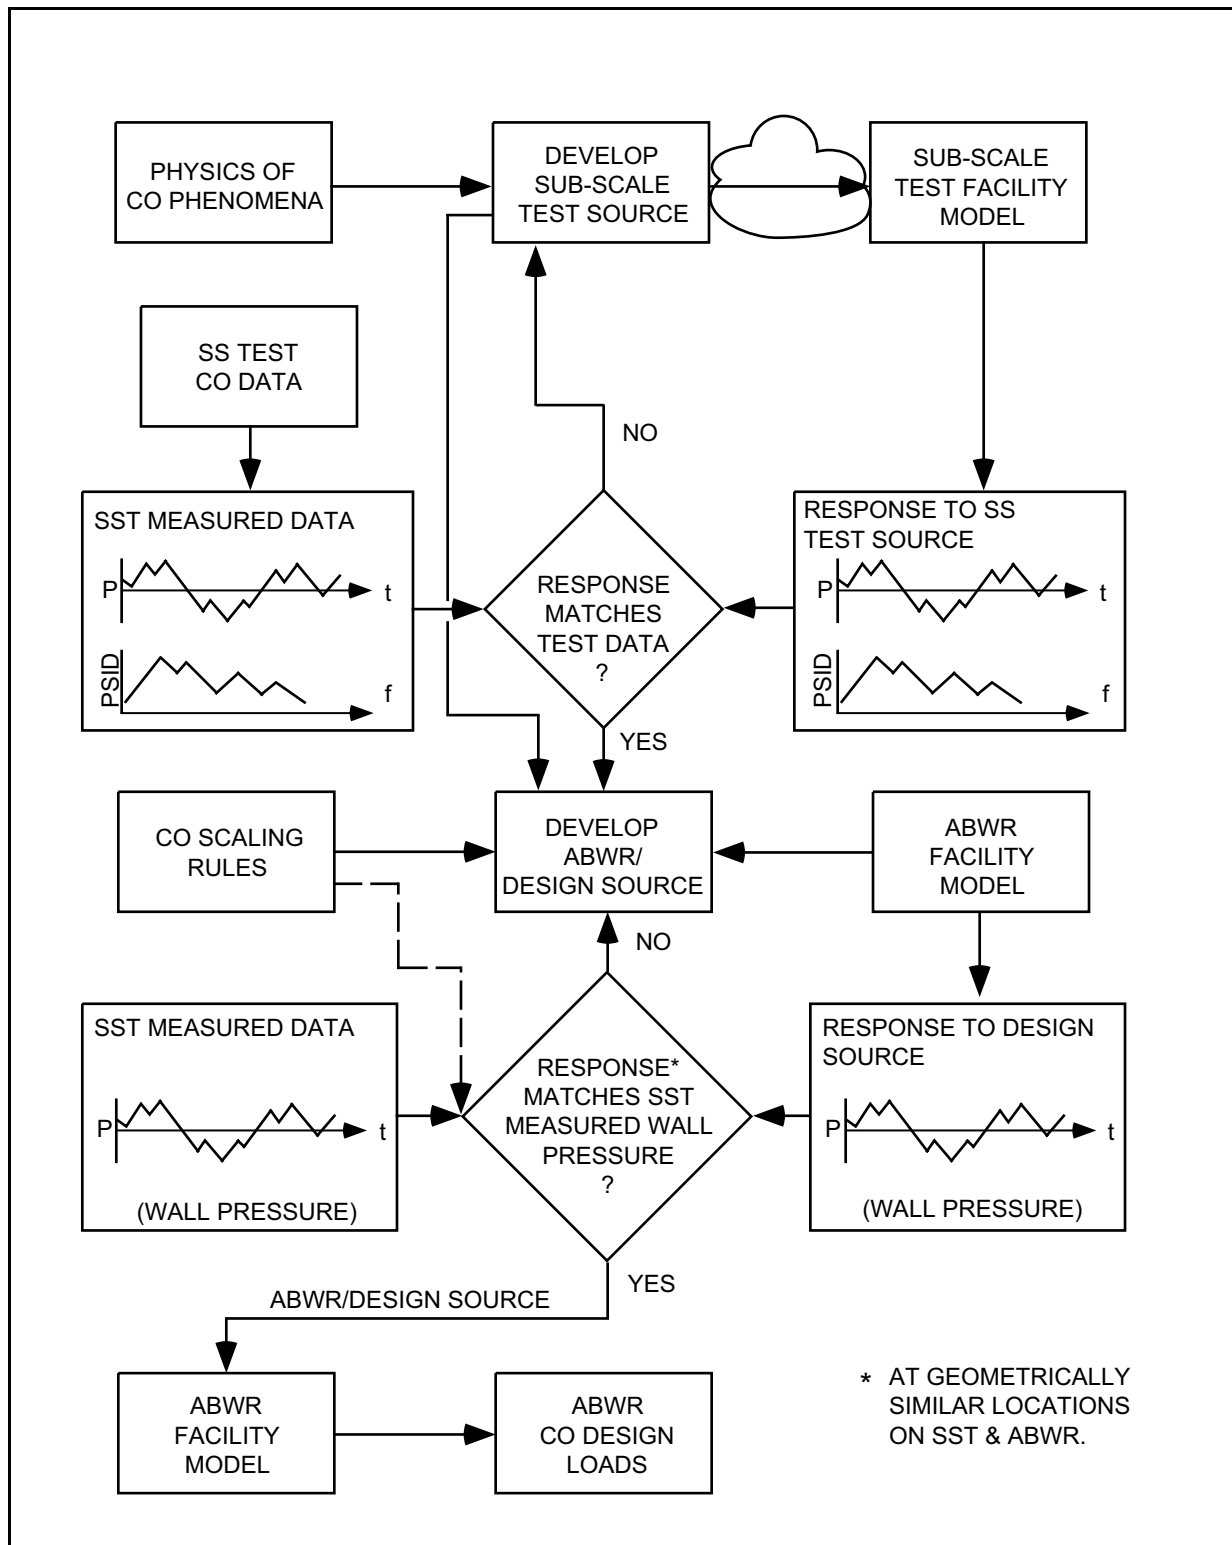 PHYSICS OF
CO PHENOMENA
DEVELOP
SUB-SCALE
TEST SOURCE
SUB-SCALE
TEST FACILITY
MODEL
SS TEST
CO DATA
NO
SST MEASURED DATA
P
t
PSID
f
RESPONSE
MATCHES
TEST DATA
?
RESPONSE TO SS
TEST SOURCE
P
t
PSID
f
YES
CO SCALING
RULES
DEVELOP
ABWR/
DESIGN SOURCE
ABWR
FACILITY
MODEL
NO
SST MEASURED DATA
P
t
(WALL PRESSURE)
RESPONSE*
MATCHES SST
MEASURED WALL
PRESSURE
?
RESPONSE TO DESIGN
SOURCE
P
t
(WALL PRESSURE)
YES
ABWR/DESIGN SOURCE
ABWR
FACILITY
MODEL
ABWR
CO DESIGN
LOADS
* AT GEOMETRICALLY
SIMILAR LOCATIONS
ON SST & ABWR.